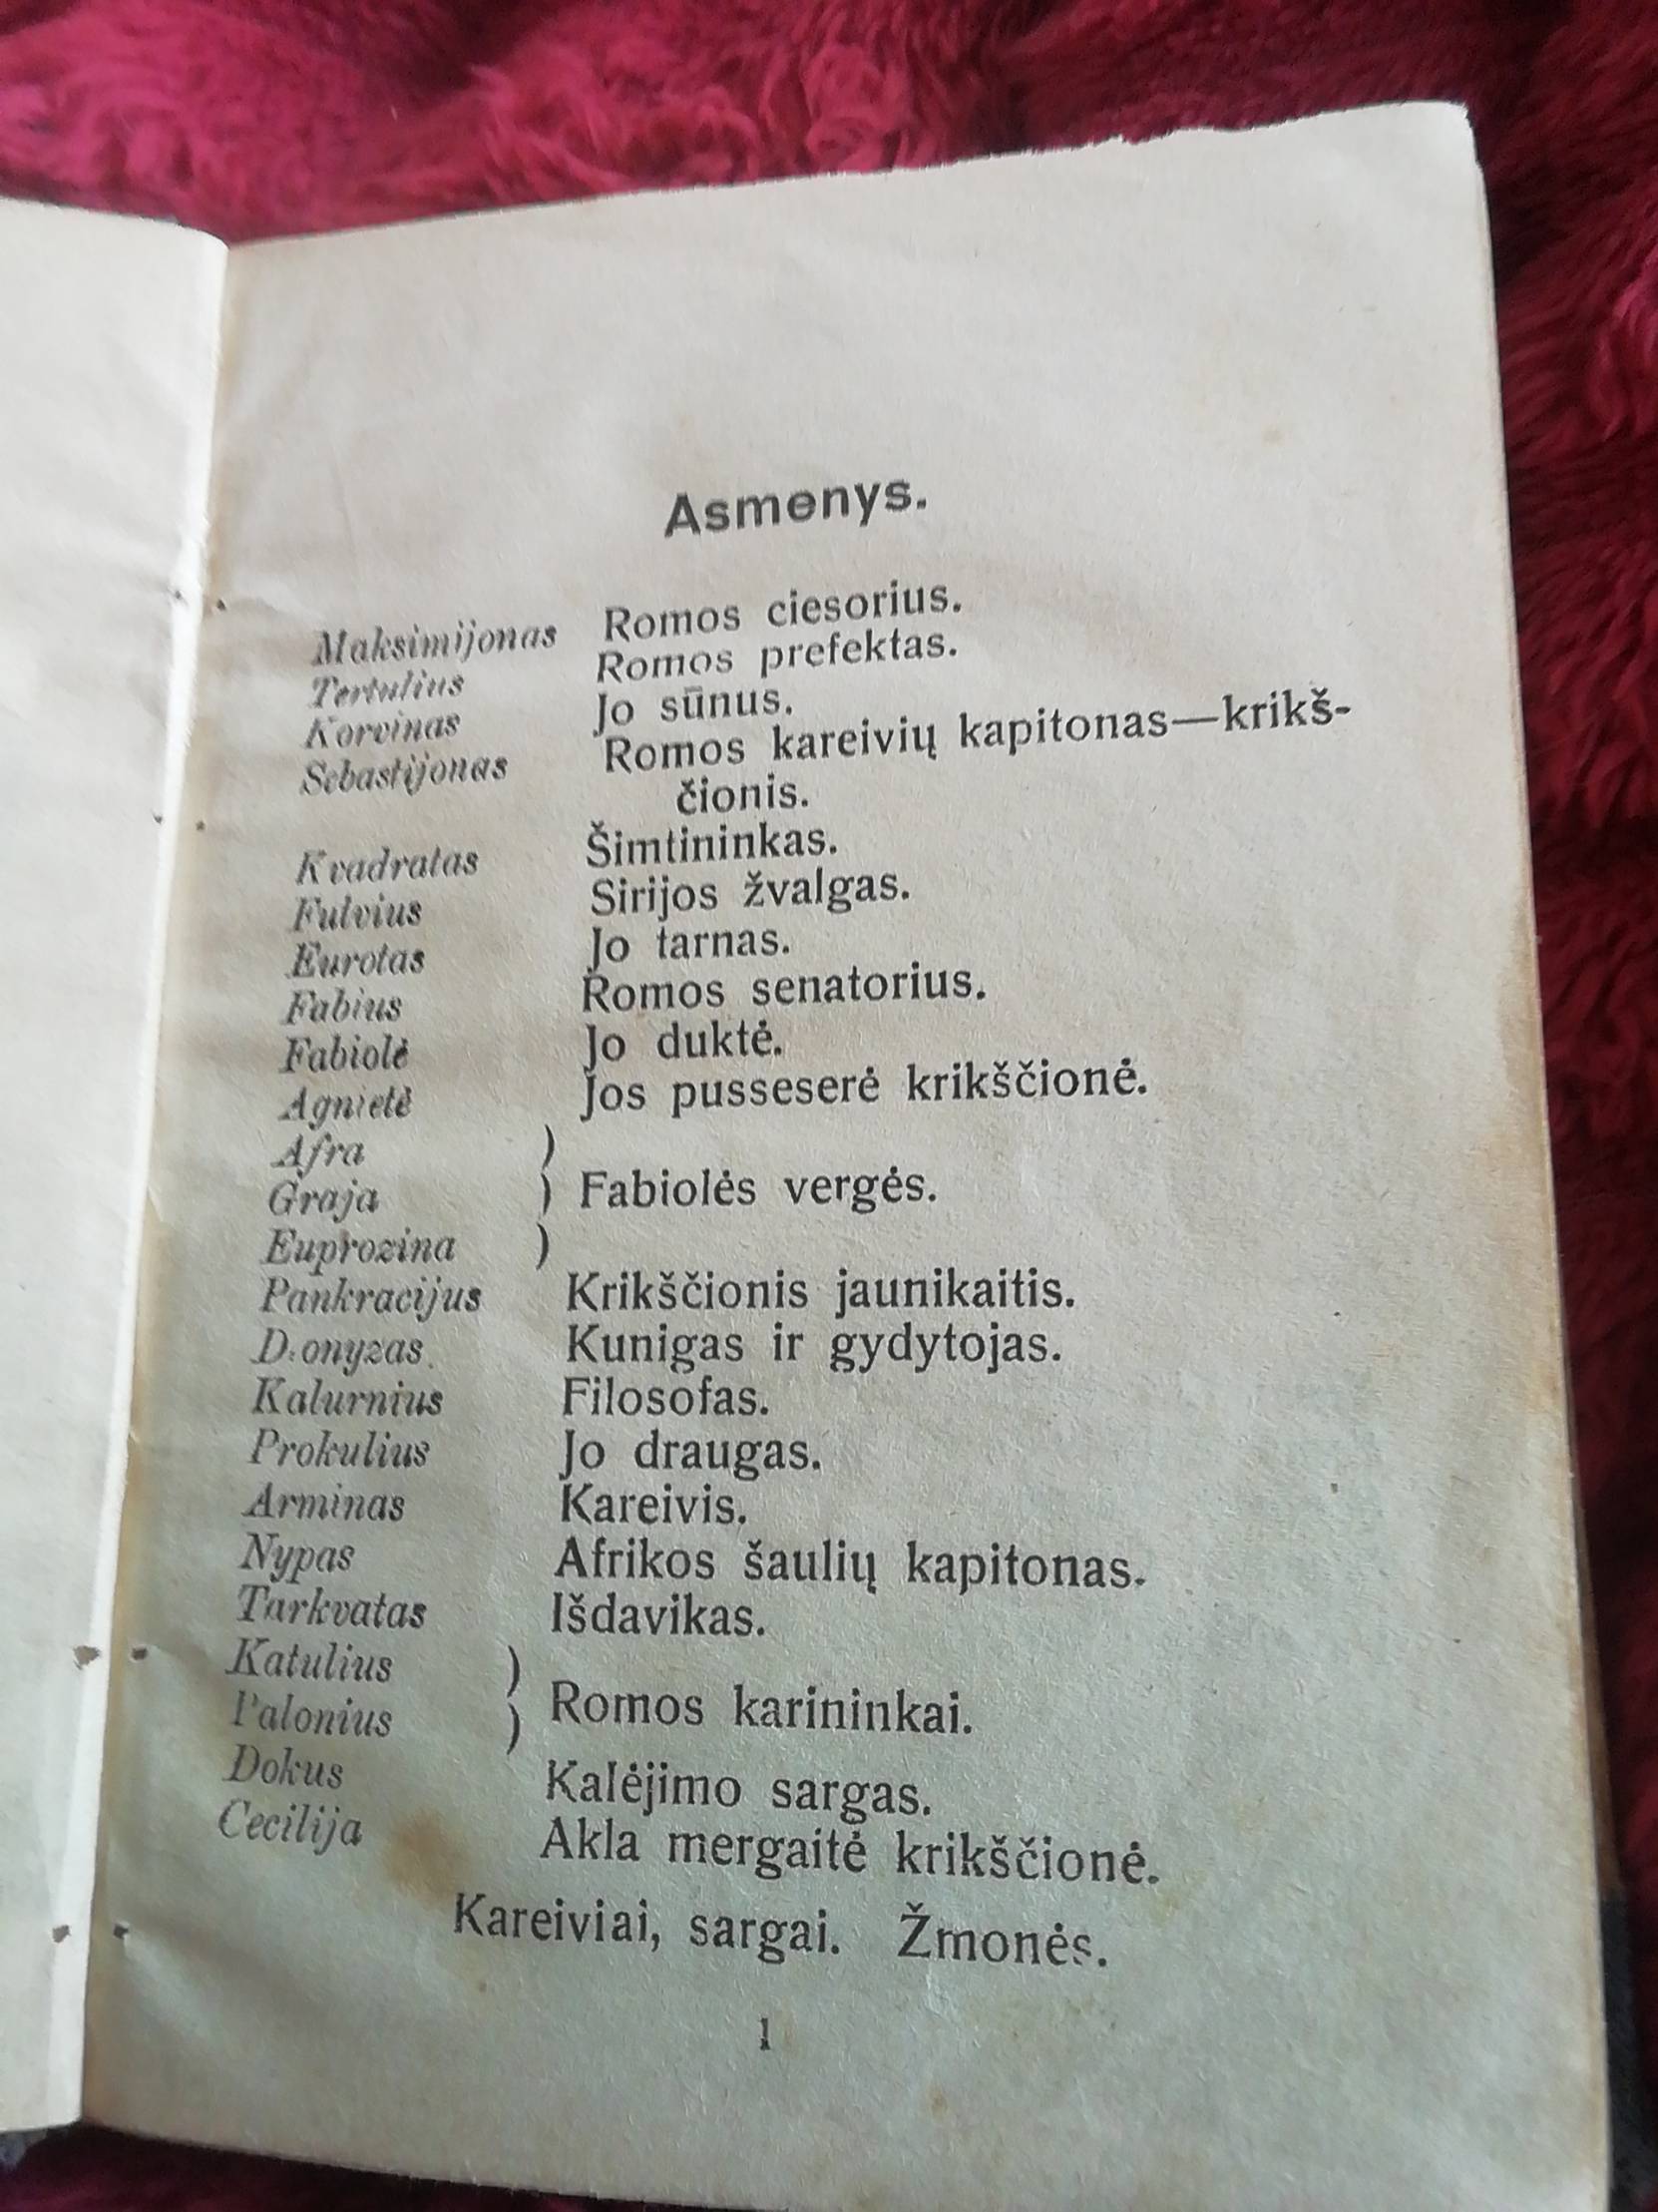 Asmenys.
Maksimijonas Romos ciesorius.
Tertulius Romos prefektas.
Korvinas Jo sūnus.
Sebastijonas Romos kareivių kapitonas—krikš-
čionis.
Kvadratas Šimtininkas.
Fulvius Sirijos žvalgas.
Eurotas Jo tarnas.
Fabius Romos senatorius.
Fabiolė Jo duktė.
Agnietė Jos pusseserė krikščionė.
Afra )
Graja ) Fabiolės vergės.
Euprozina )
Pankracijus Krikščionis jaunikaitis.
Dionyzas Kunigas ir gydytojas.
Kalurnius Filosofas.
Prokulius Jo draugas.
Arminas Kareivis.
Nypas Afrikos šaulių kapitonas.
Tarkvatas Išdavikas.
Katulius )
Palonius ) Romos karininkai.
Dokus Kalėjimo sargas.
Cecilija Akla mergaitė krikščionė.
Kareiviai, sargai. Žmonės.
1